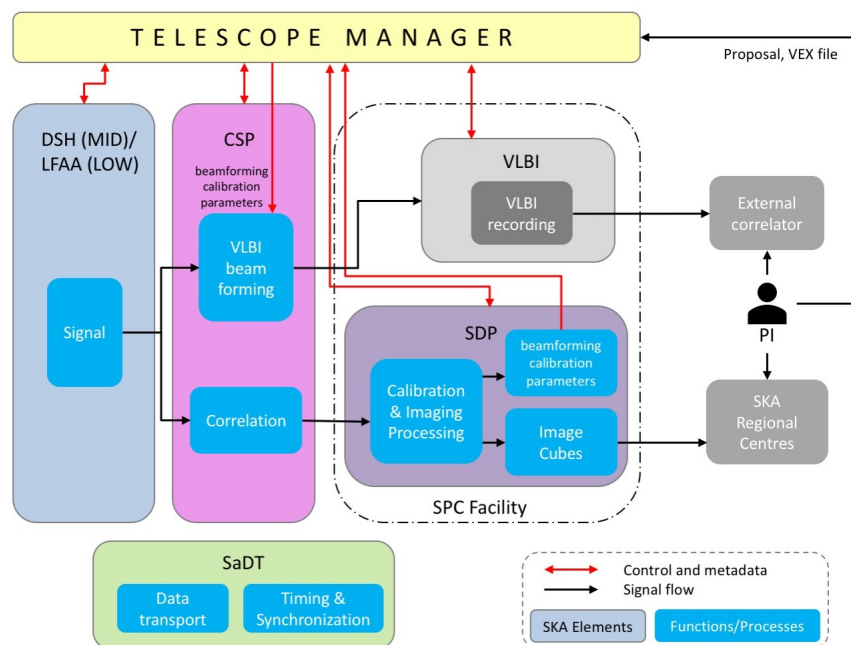 TELESCOPE MANAGER
Proposal, VEX file
DSH (MID)/
LFAA (LOW)
Signal
CSP
beamforming
calibration
parameters
VLBI
beam
forming
Correlation
VLBI
VLBI
recording
SDP
Calibration
& Imaging
Processing
beamforming
calibration
parameters
Image
Cubes
SPC Facility
External
correlator
PI
SKA
Regional
Centres
SaDT
Data
transport
Timing &
Synchronization
Control and metadata
Signal flow
SKA Elements
Functions/Processes